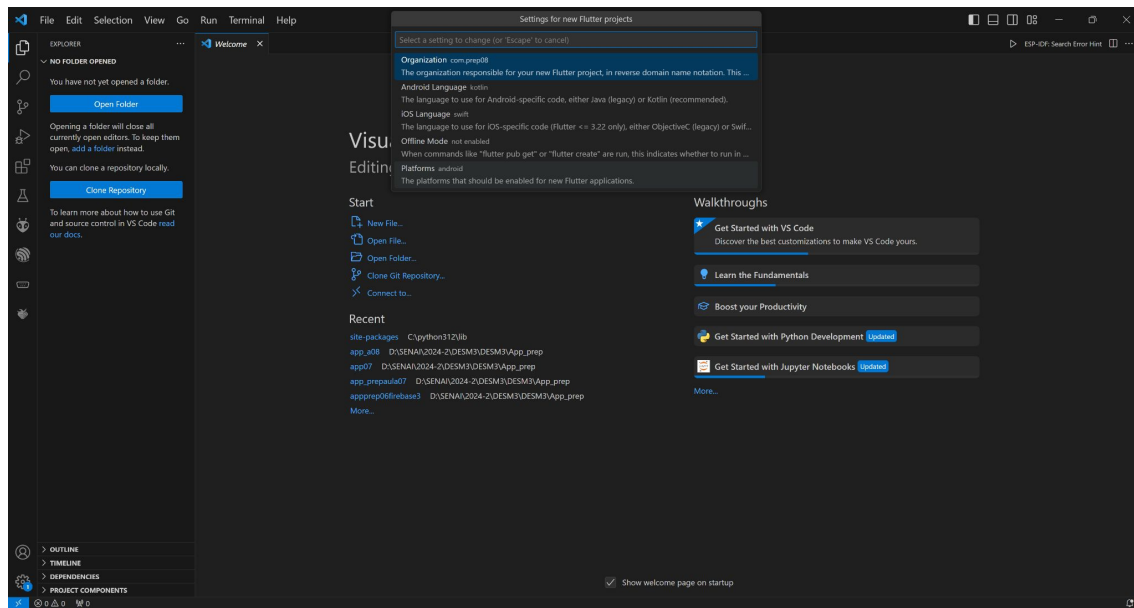 File Edit Selection View Go Run Terminal Help
Settings for new Flutter projects
Select a setting to change (or 'Escape' to cancel)
Organization com.prep08
The organization responsible for your new Flutter project, in reverse domain name notation. This ...
Android Language kotlin
The language to use for Android-specific code, either Java (legacy) or Kotlin (recommended).
iOS Language swift
The language to use for iOS-specific code (Flutter <= 3.22 only), either ObjectiveC (legacy) or Swif...
Offline Mode not enabled
When commands like "flutter pub get" or "flutter create" are run, this indicates whether to run in ...
Platforms android
The platforms that should be enabled for new Flutter applications.
EXPLORER
Welcome
ESP-IDF: Search Error Hint
NO FOLDER OPENED
You have not yet opened a folder.
Open Folder
Opening a folder will close all
currently open editors. To keep them
open, add a folder instead.
You can clone a repository locally.
Clone Repository
To learn more about how to use Git
and source control in VS Code read
our docs.
Visu
Editing
Start
New File...
Open File...
Open Folder...
Clone Git Repository...
Connect to...
Recent
site-packages C:\python312\lib
app_a08 D:\SENAI\2024-2\DESM3\DESM3\App_prep
app07 D:\SENAI\2024-2\DESM3\DESM3\App_prep
app_prepaula07 D:\SENAI\2024-2\DESM3\DESM3\App_prep
appprep06firebase3 D:\SENAI\2024-2\DESM3\DESM3\App_prep
More...
Walkthroughs
Get Started with VS Code
Discover the best customizations to make VS Code yours.
Learn the Fundamentals
Boost your Productivity
Get Started with Python Development Updated
Get Started with Jupyter Notebooks Updated
More...
Show welcome page on startup
OUTLINE
TIMELINE
DEPENDENCIES
PROJECT COMPONENTS
1
0 0 0